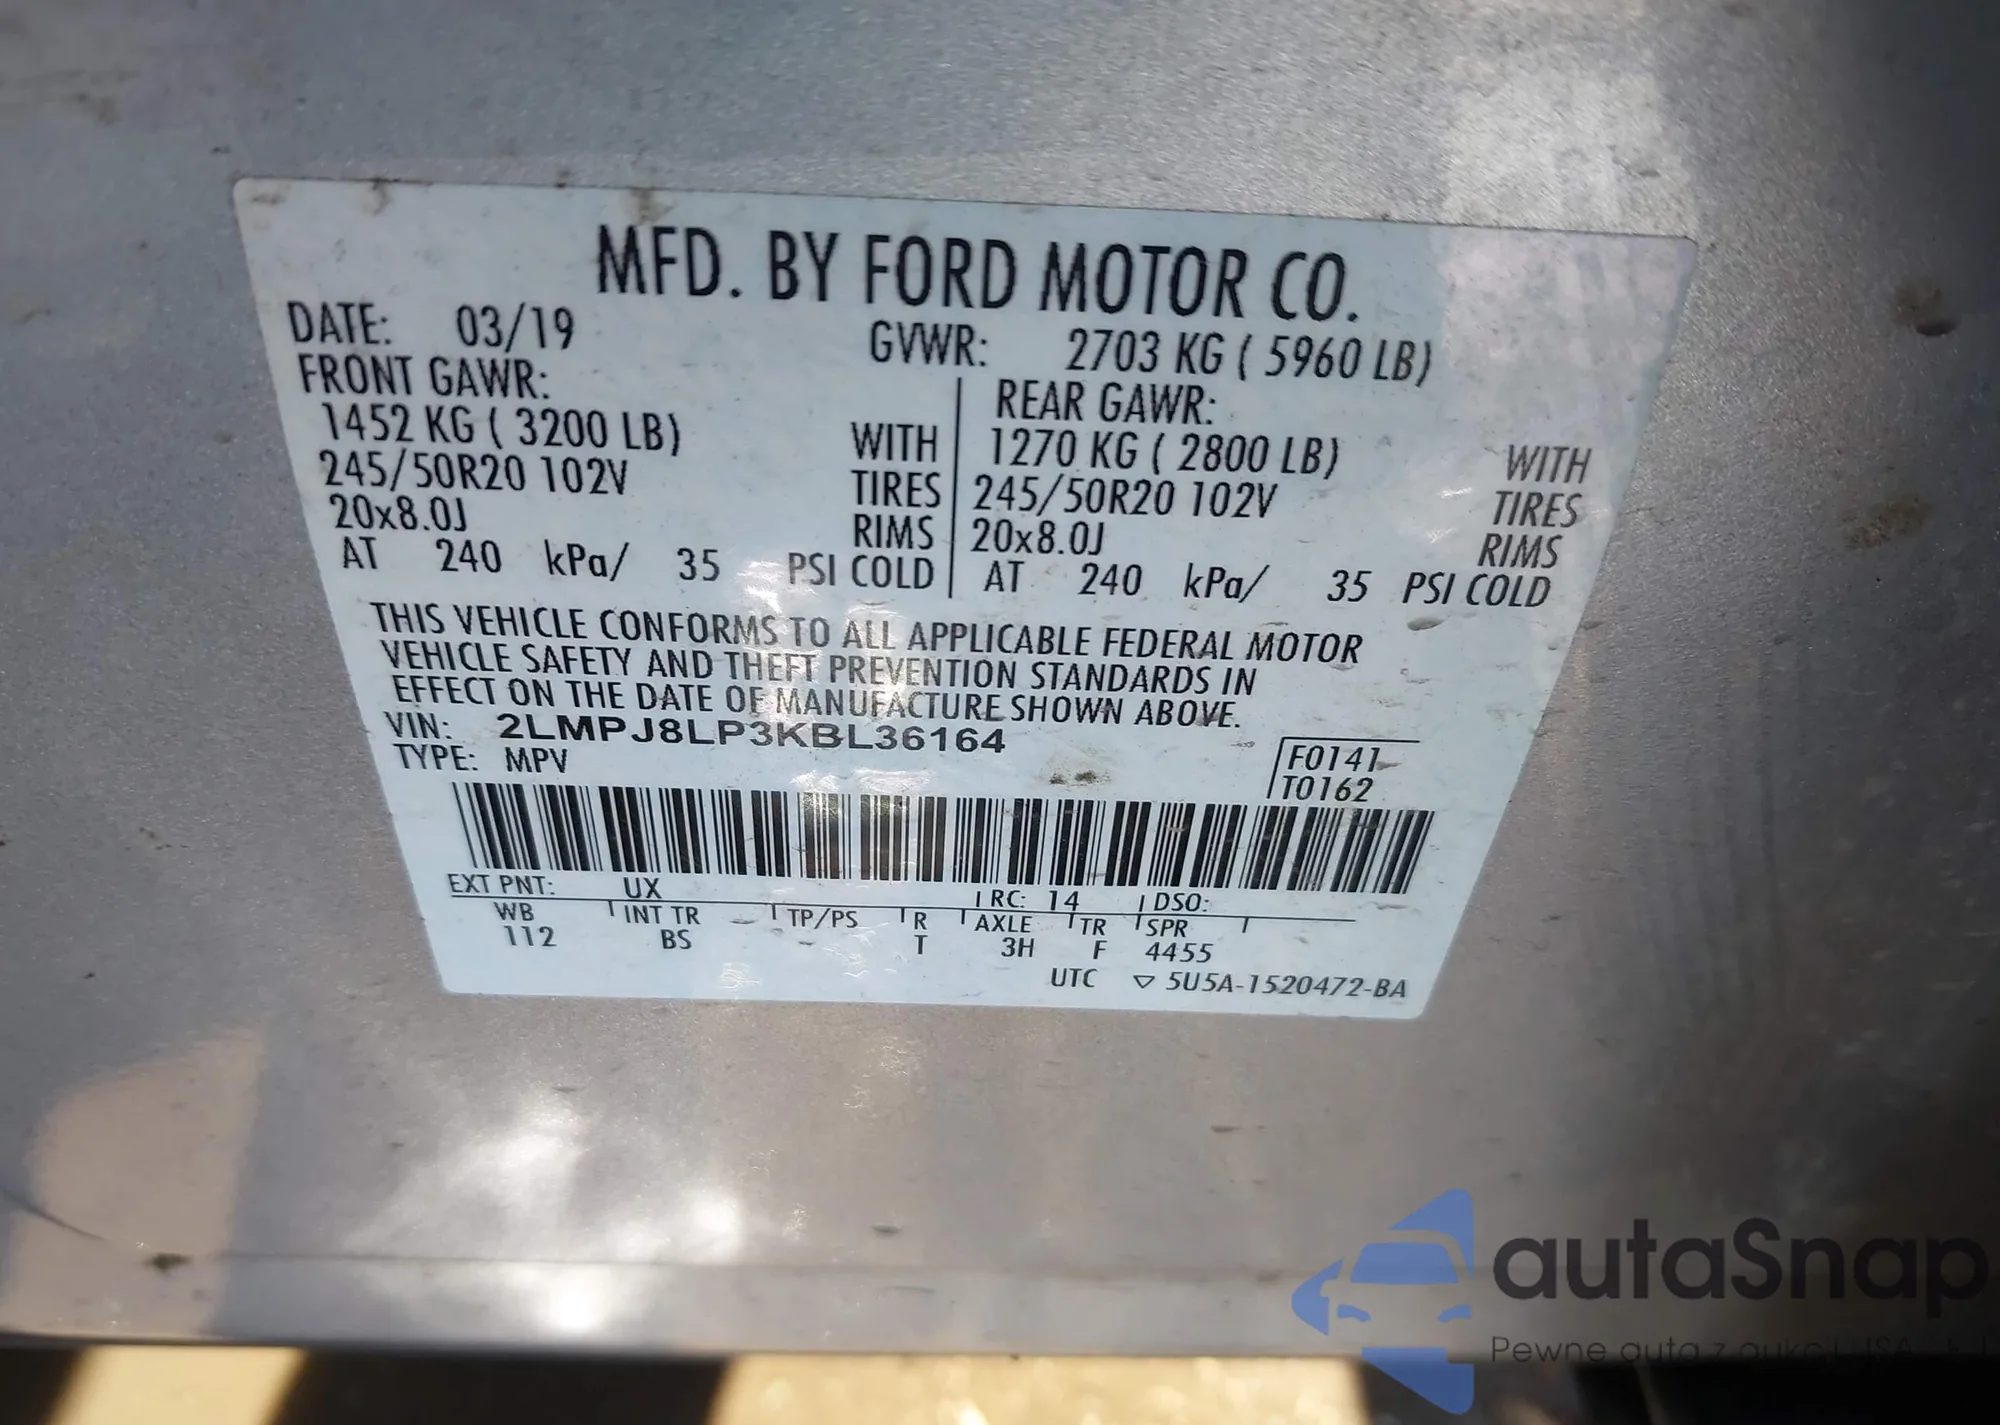 MFD. BY FORD MOTOR CO.
DATE: 03/19 GVWR: 2703 KG ( 5960 LB)
FRONT GAWR: REAR GAWR:
1452 KG ( 3200 LB) WITH 1270 KG ( 2800 LB) WITH
245/50R20 102V TIRES 245/50R20 102V TIRES
20x8.0J RIMS 20x8.0J RIMS
AT 240 kPa/ 35 PSI COLD AT 240 kPa/ 35 PSI COLD
THIS VEHICLE CONFORMS TO ALL APPLICABLE FEDERAL MOTOR
VEHICLE SAFETY AND THEFT PREVENTION STANDARDS IN
EFFECT ON THE DATE OF MANUFACTURE SHOWN ABOVE.
VIN: 2LMPJ8LP3KBL36164
TYPE: MPV
F0141
T0162
EXT PNT: UX RC: 14 DSO:
WB INT TR TP/PS R AXLE TR SPR
112 BS T 3H F 4455
UTC ▽ 5U5A-1520472-BA
autaSnap
Pewne auta z aukcji USA